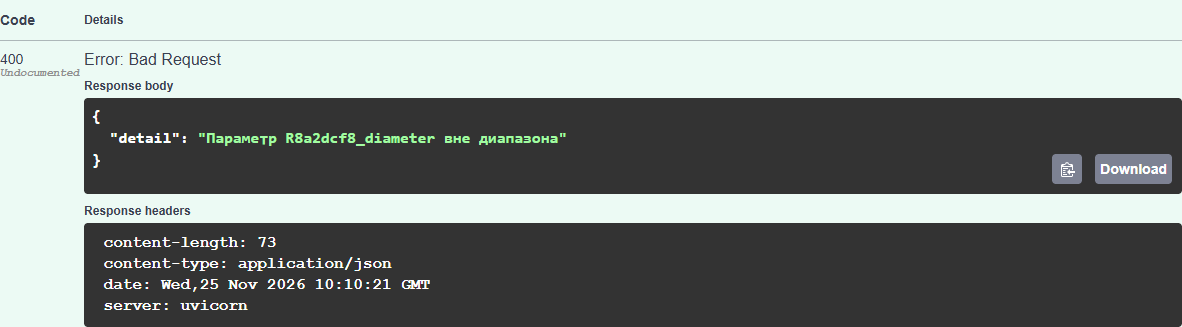 Code Details
400 Error: Bad Request
Undocumented
Response body
{
"detail": "Параметр R8a2dcf8_diameter вне диапазона"
}
Download
Response headers
content-length: 73
content-type: application/json
date: Wed,25 Nov 2026 10:10:21 GMT
server: uvicorn